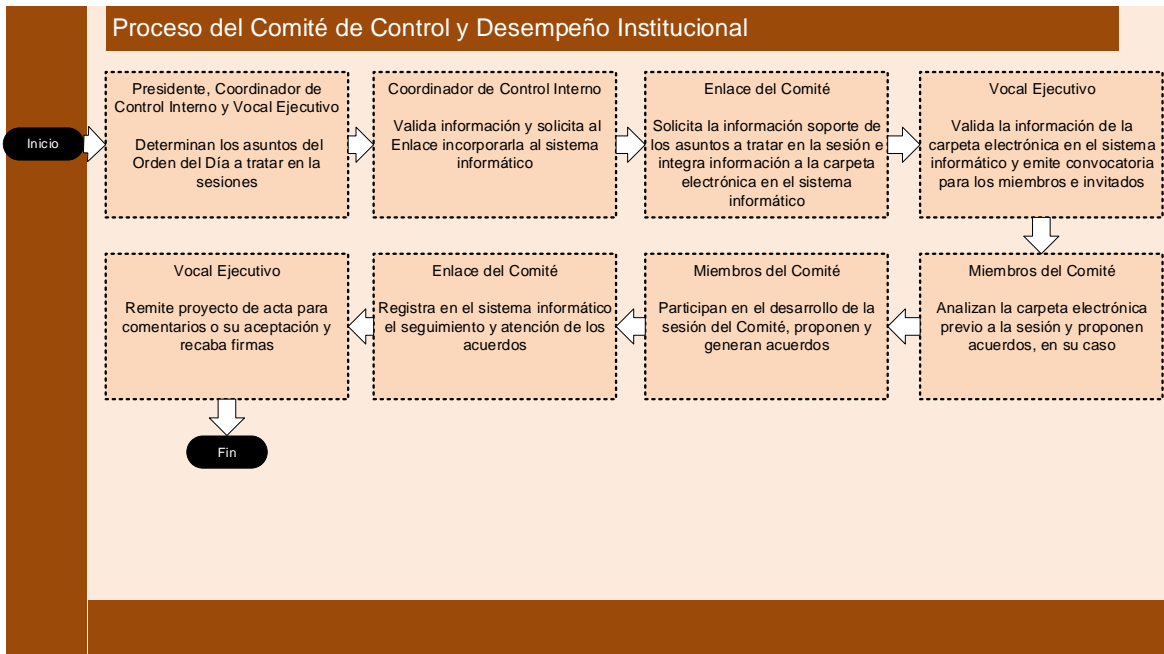 Proceso del Comité de Control y Desempeño Institucional
Inicio
Presidente, Coordinador de
Control Interno y Vocal Ejecutivo
Determinan los asuntos del
Orden del Día a tratar en la
sesiones
Coordinador de Control Interno
Valida información y solicita al
Enlace incorporarla al sistema
informático
Enlace del Comité
Solicita la información soporte de
los asuntos a tratar en la sesión e
integra información a la carpeta
electrónica en el sistema
informático
Vocal Ejecutivo
Valida la información de la
carpeta electrónica en el sistema
informático y emite convocatoria
para los miembros e invitados
Miembros del Comité
Analizan la carpeta electrónica
previo a la sesión y proponen
acuerdos, en su caso
Miembros del Comité
Participan en el desarrollo de la
sesión del Comité, proponen y
generan acuerdos
Enlace del Comité
Registra en el sistema informático
el seguimiento y atención de los
acuerdos
Vocal Ejecutivo
Remite proyecto de acta para
comentarios o su aceptación y
recaba firmas
Fin